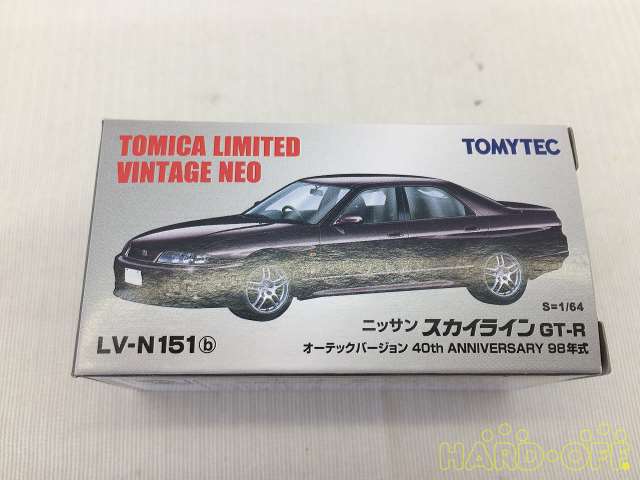 TOMICA LIMITED
VINTAGE NEO
TOMYTEC
S=1/64
ニッサン スカイライン GT-R
LV-N151ⓑ
オーテックバージョン 40th ANNIVERSARY 98年式
HARD·OFF